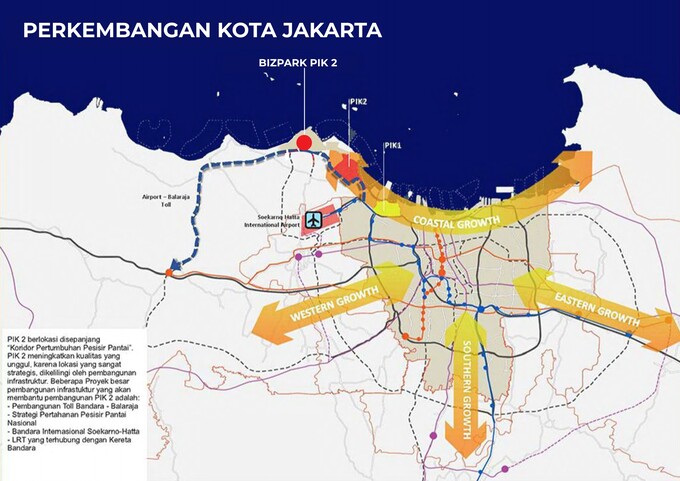 PERKEMBANGAN KOTA JAKARTA
BIZPARK PIK 2
PIK2
PIK1
Airport – Balaraja
Toll
Soekarno Hatta
International Airport
COASTAL GROWTH
WESTERN GROWTH
EASTERN GROWTH
SOUTHERN GROWTH
PIK 2 berlokasi disepanjang
“Koridor Pertumbuhan Pesisir Pantai”.
PIK 2 meningkatkan kualitas yang
unggul, karena lokasi yang sangat
strategis, dikelilingi oleh pembangunan
infrastruktur. Beberapa Proyek besar
pembangunan infrastuktur yang akan
membantu pembangunan PIK 2 adalah:
- Pembangunan Toll Bandara - Balaraja
- Strategi Pertahanan Pesisir Pantai
Nasional
- Bandara Internasional Soekarno-Hatta
- LRT yang terhubung dengan Kereta
Bandara